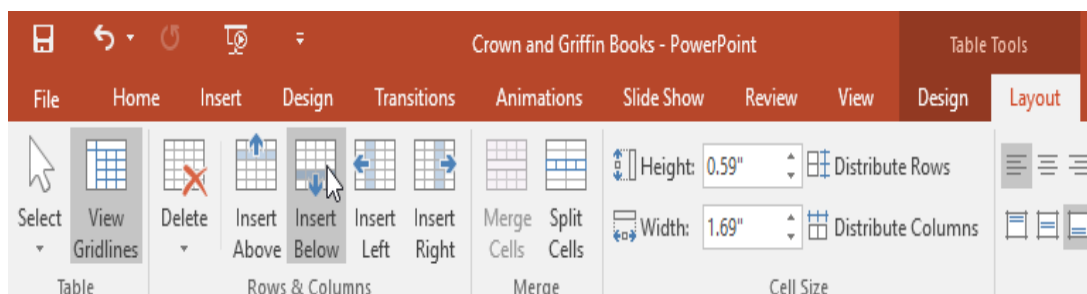 Crown and Griffin Books - PowerPoint
Table Tools
File Home Insert Design Transitions Animations Slide Show Review View Design Layout
Select
View Gridlines
Delete
Insert Above
Insert Below
Insert Left
Insert Right
Merge Cells
Split Cells
Height: 0.59" Distribute Rows
Width: 1.69" Distribute Columns
Table
Rows & Columns
Merge
Cell Size